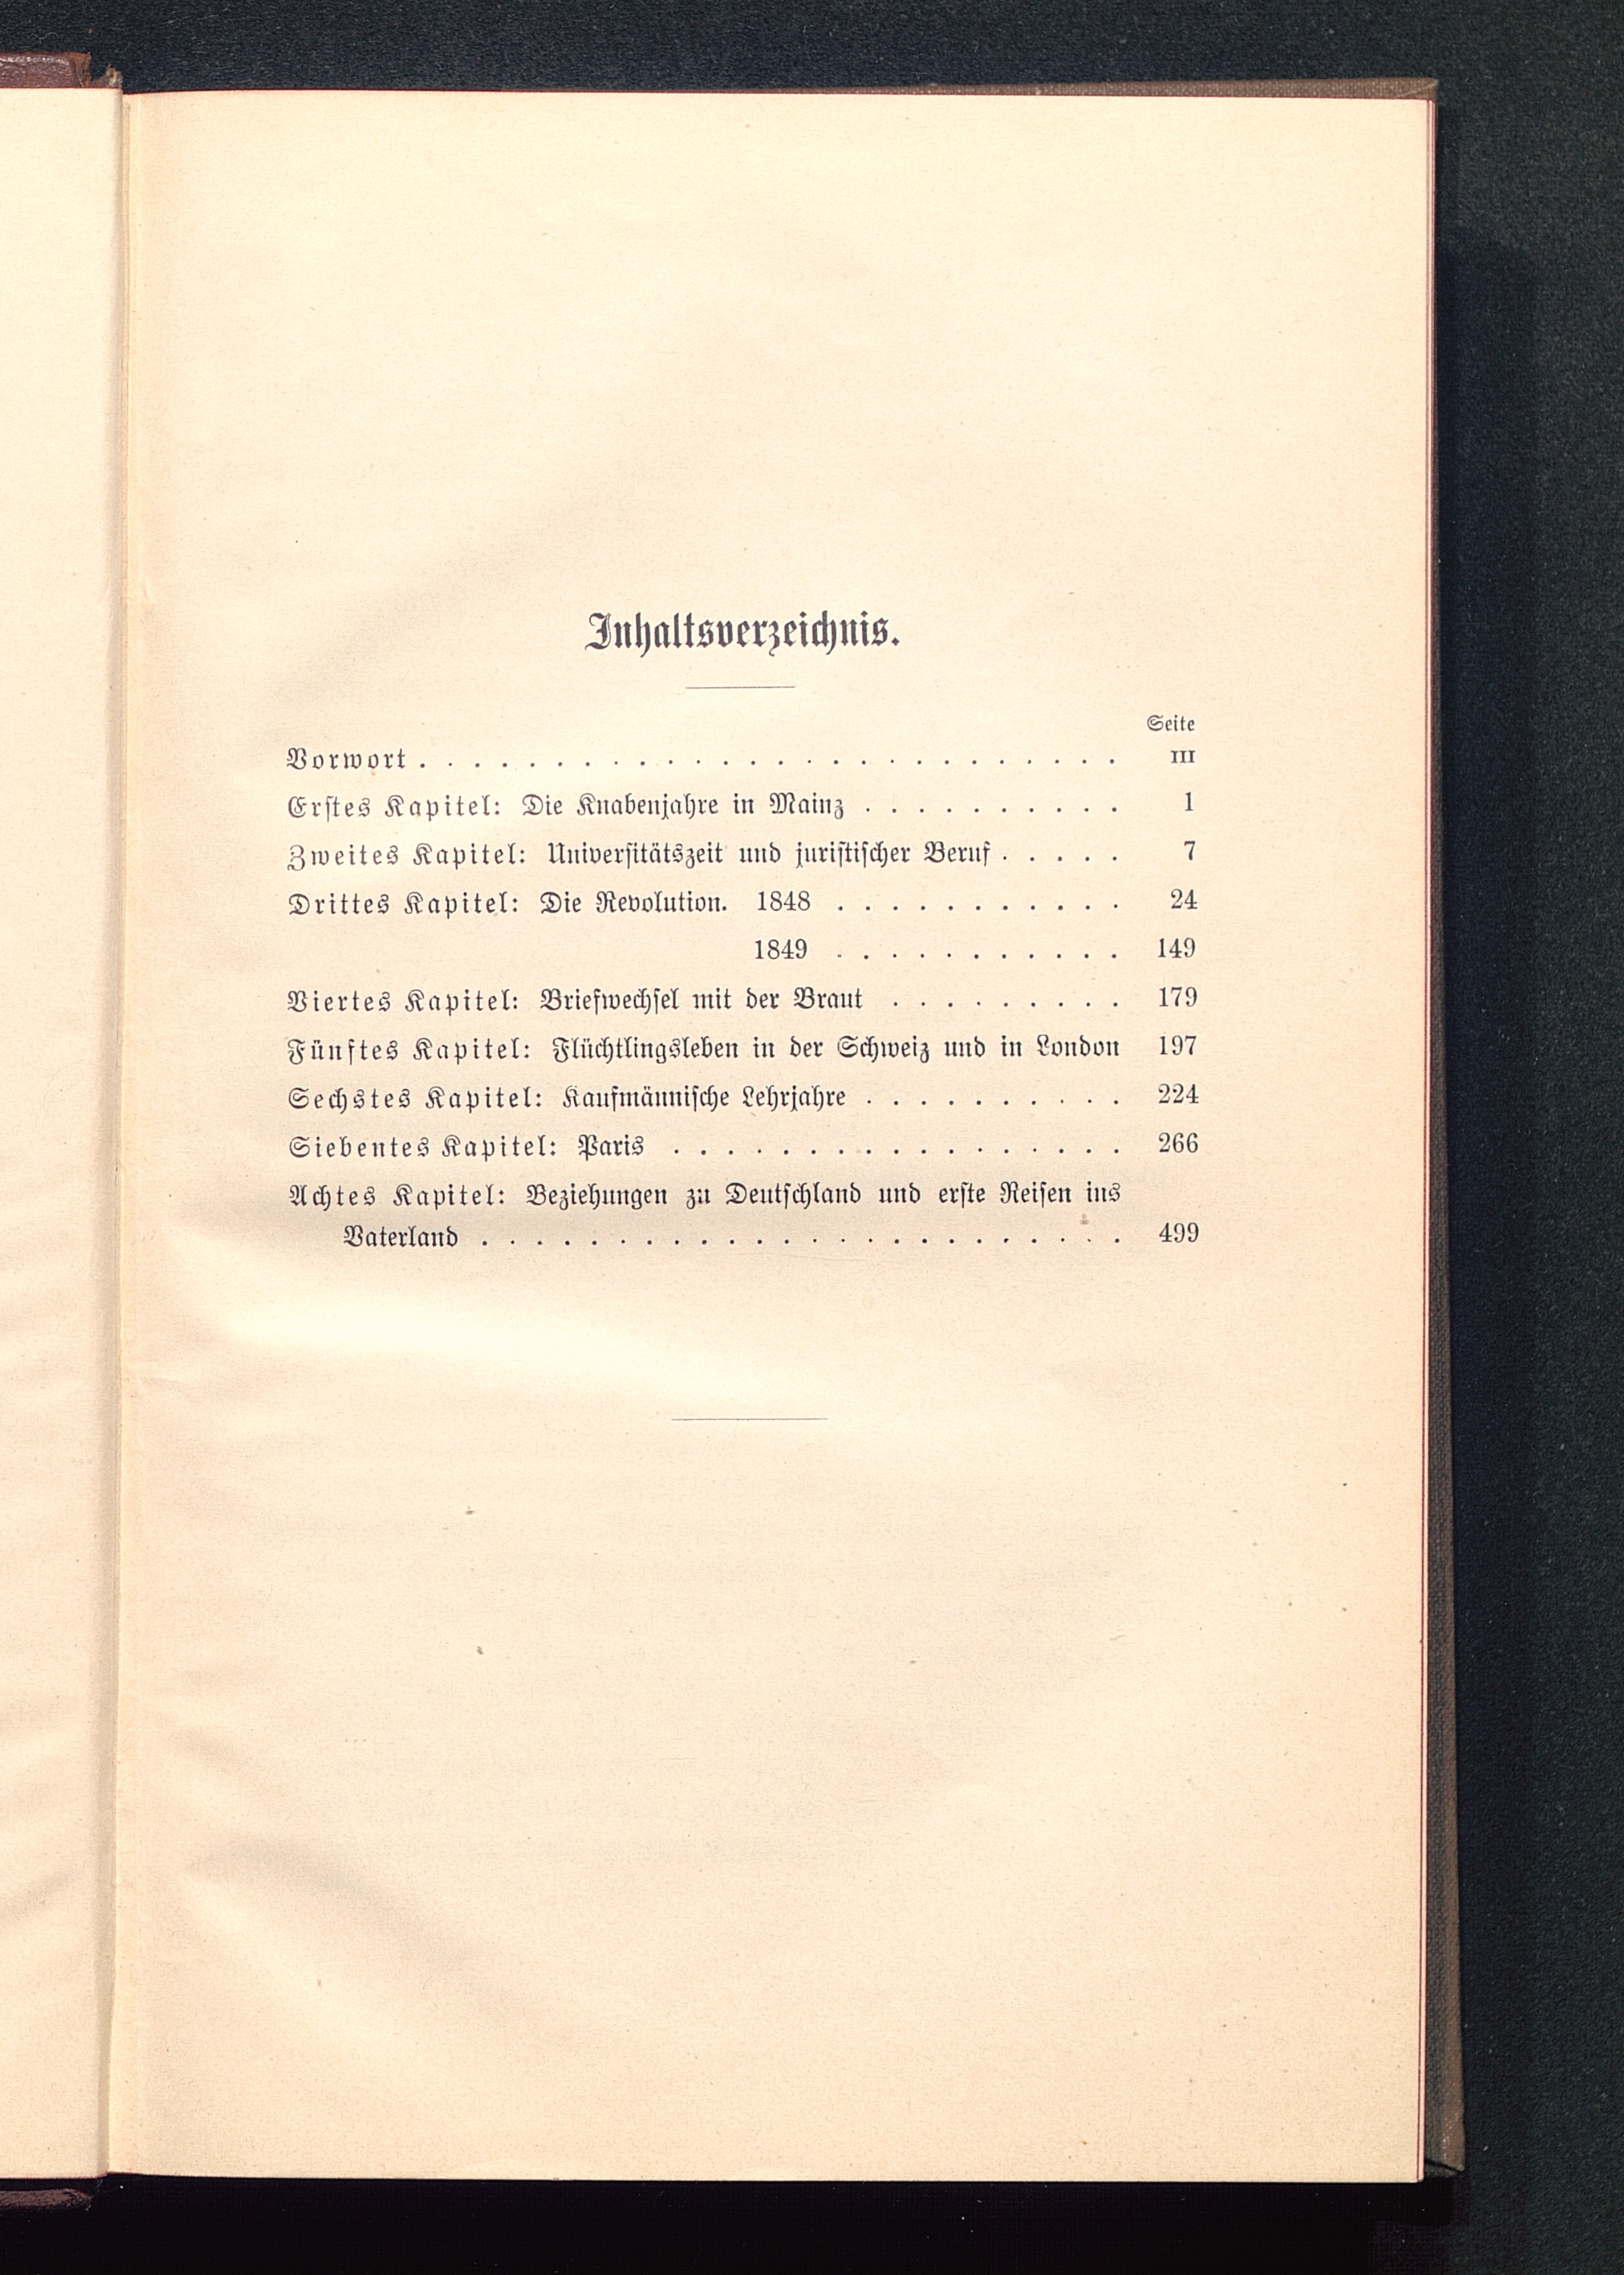 Inhaltsverzeichnis.
Seite
Vorwort . . . . . . . . . . . . . . . . . . . . . . . . . . III
Erstes Kapitel: Die Knabenjahre in Mainz . . . . . . . . . . 1
Zweites Kapitel: Universitätszeit und juristischer Beruf . . . . . 7
Drittes Kapitel: Die Revolution. 1848 . . . . . . . . . . . 24
1849 . . . . . . . . . . . 149
Viertes Kapitel: Briefwechsel mit der Braut . . . . . . . . . 179
Fünftes Kapitel: Flüchtlingsleben in der Schweiz und in London 197
Sechstes Kapitel: Kaufmännische Lehrjahre . . . . . . . . . . 224
Siebentes Kapitel: Paris . . . . . . . . . . . . . . . . . 266
Achtes Kapitel: Beziehungen zu Deutschland und erste Reisen ins
Vaterland . . . . . . . . . . . . . . . . . . . . . . . . 499